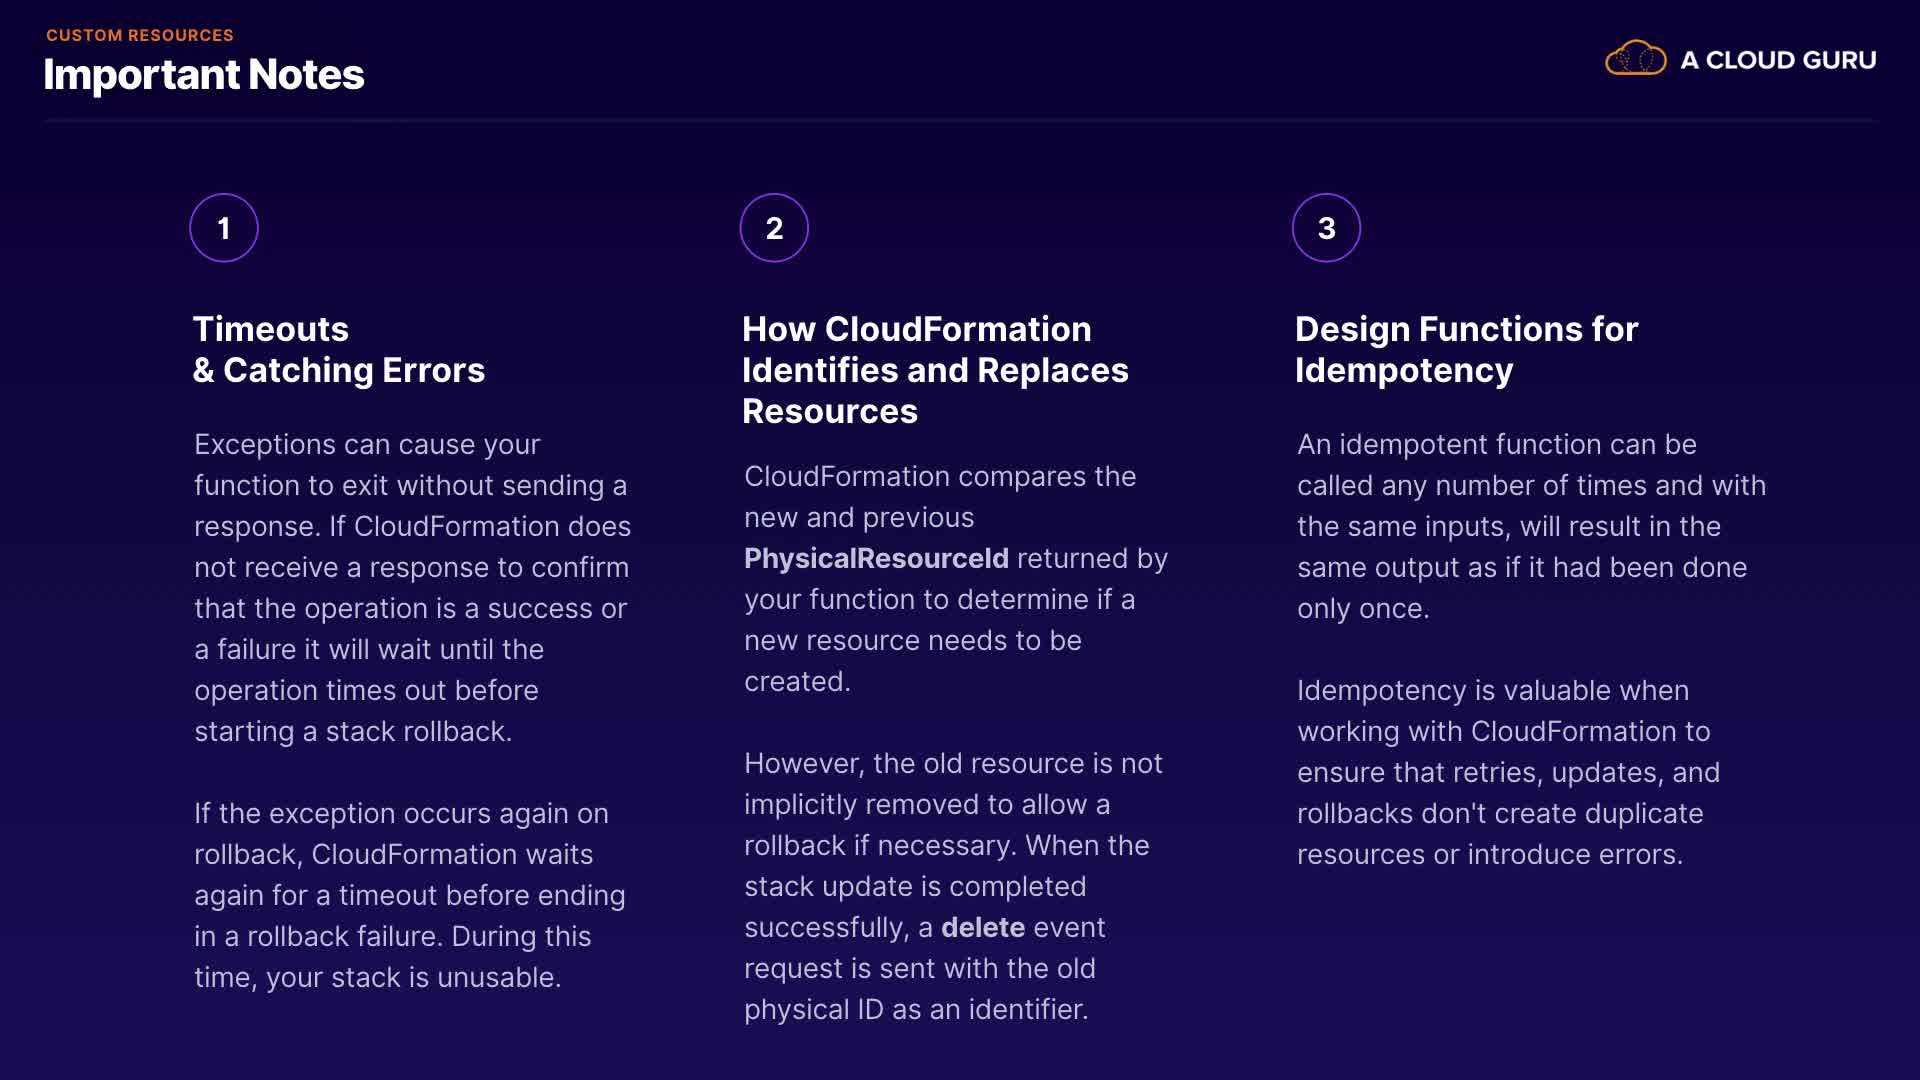 CUSTOM RESOURCES
Important Notes
A CLOUD GURU
1
Timeouts
& Catching Errors
Exceptions can cause your
function to exit without sending a
response. If CloudFormation does
not receive a response to confirm
that the operation is a success or
a failure it will wait until the
operation times out before
starting a stack rollback.
If the exception occurs again on
rollback, CloudFormation waits
again for a timeout before ending
in a rollback failure. During this
time, your stack is unusable.
2
How CloudFormation
Identifies and Replaces
Resources
CloudFormation compares the
new and previous
PhysicalResourceId returned by
your function to determine if a
new resource needs to be
created.
However, the old resource is not
implicitly removed to allow a
rollback if necessary. When the
stack update is completed
successfully, a delete event
request is sent with the old
physical ID as an identifier.
3
Design Functions for
Idempotency
An idempotent function can be
called any number of times and with
the same inputs, will result in the
same output as if it had been done
only once.
Idempotency is valuable when
working with CloudFormation to
ensure that retries, updates, and
rollbacks don't create duplicate
resources or introduce errors.